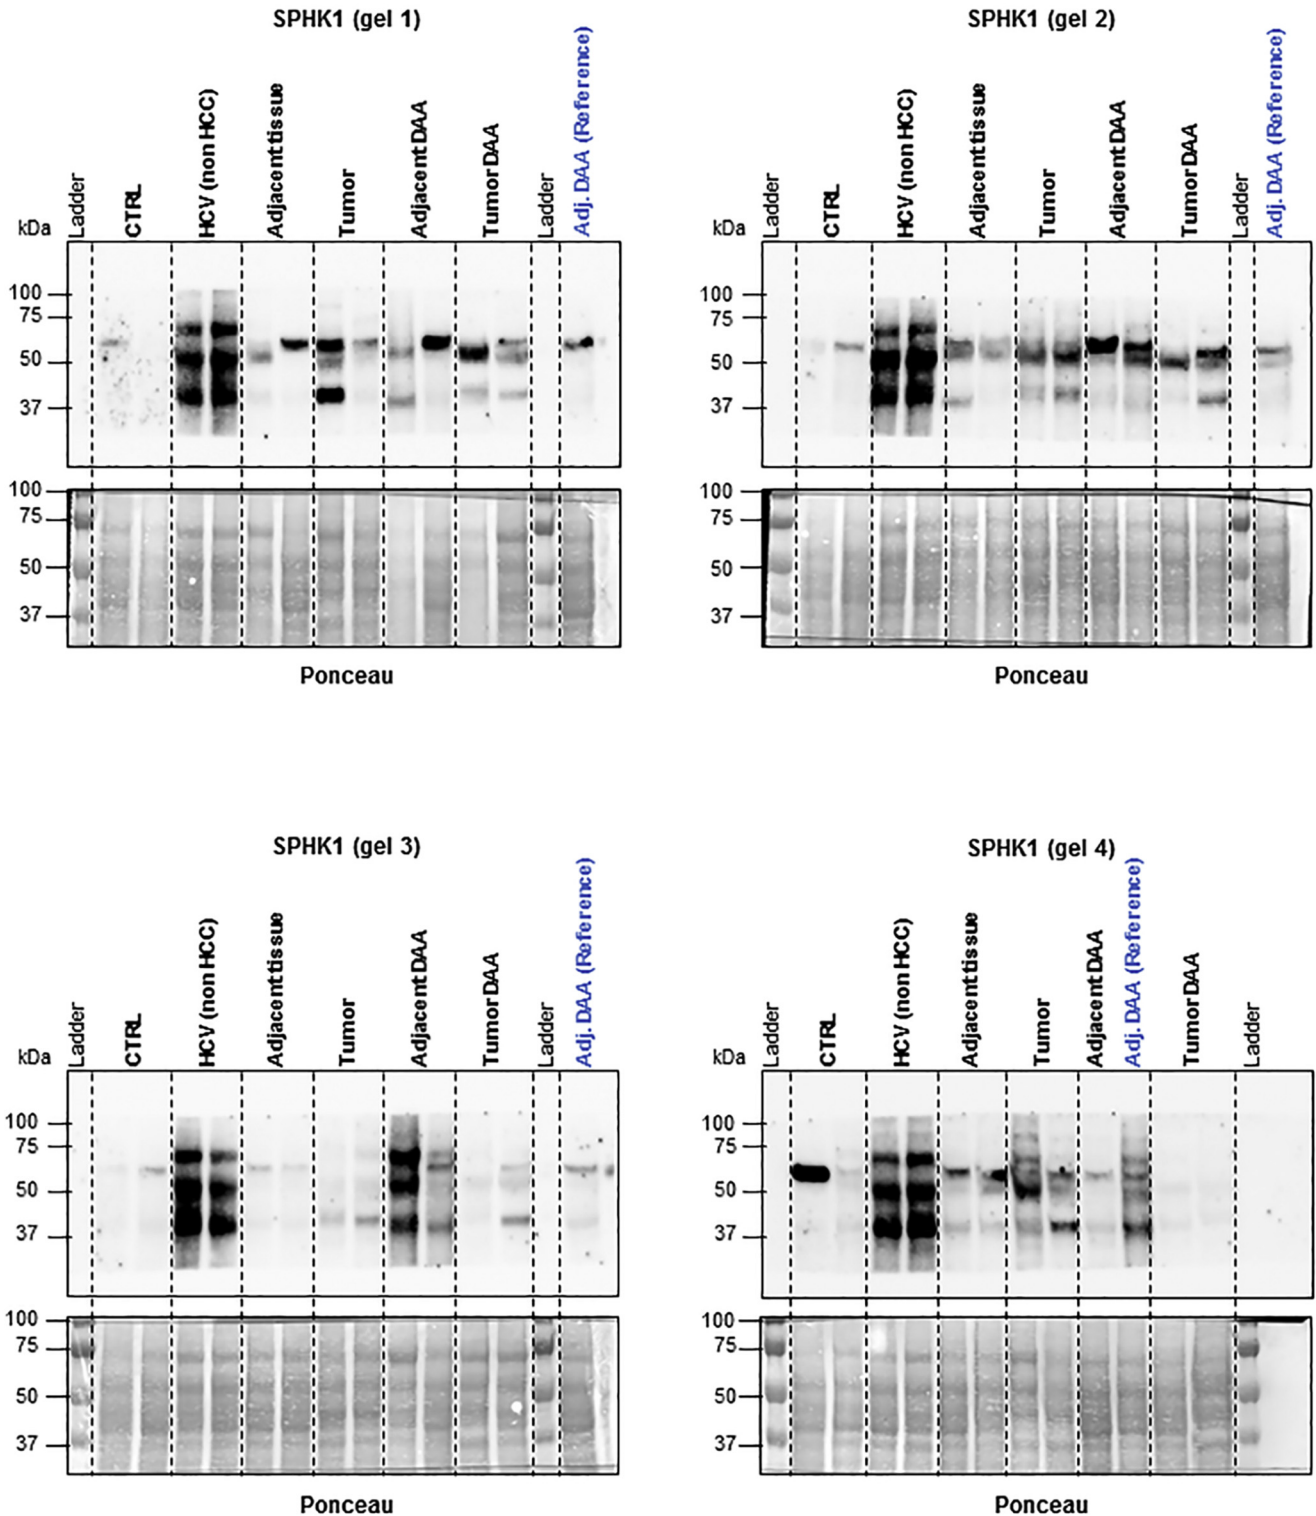 SPHK1 (gel 1)
kDa
Ladder
CTRL
HCV (non HCC)
Adjacent tissue
Tumor
Adjacent DAA
Tumor DAA
Ladder
Adj. DAA (Reference)
100
75
50
37
100
75
50
37
Ponceau
SPHK1 (gel 2)
kDa
Ladder
CTRL
HCV (non HCC)
Adjacent tissue
Tumor
Adjacent DAA
Tumor DAA
Ladder
Adj. DAA (Reference)
100
75
50
37
100
75
50
37
Ponceau
SPHK1 (gel 3)
kDa
Ladder
CTRL
HCV (non HCC)
Adjacent tissue
Tumor
Adjacent DAA
Tumor DAA
Ladder
Adj. DAA (Reference)
100
75
50
37
100
75
50
37
Ponceau
SPHK1 (gel 4)
kDa
Ladder
CTRL
HCV (non HCC)
Adjacent tissue
Tumor
Adjacent DAA
Adj. DAA (Reference)
Tumor DAA
Ladder
100
75
50
37
100
75
50
37
Ponceau